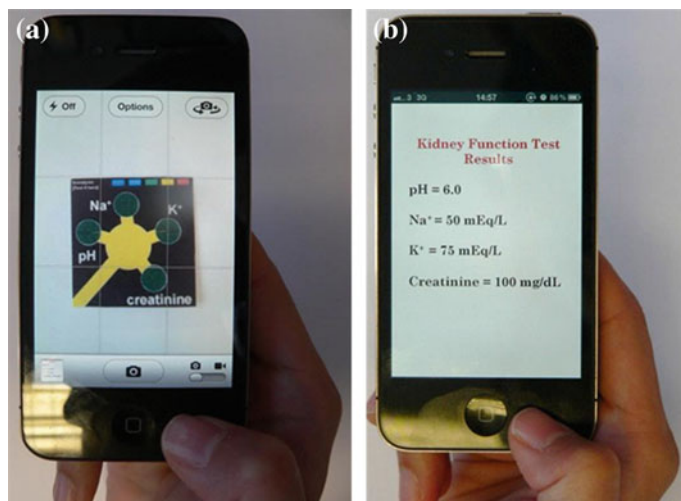 (a)
Off
Options
Na+
K+
pH
creatinine
(b)
3 3G
14:57
86%
Kidney Function Test
Results
pH = 6.0
Na+ = 50 mEq/L
K+ = 75 mEq/L
Creatinine = 100 mg/dL